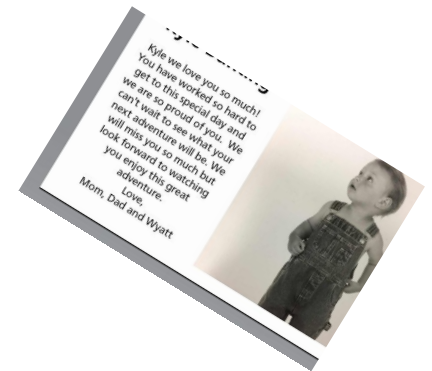 Kyle
Kyle we love you so much!
You have worked so hard to
get to this special day and
we are so proud of you. We
can't wait to see what your
next adventure will be. We
will miss you so much but
look forward to watching
you enjoy this great
adventure.
Love,
Mom, Dad and Wyatt